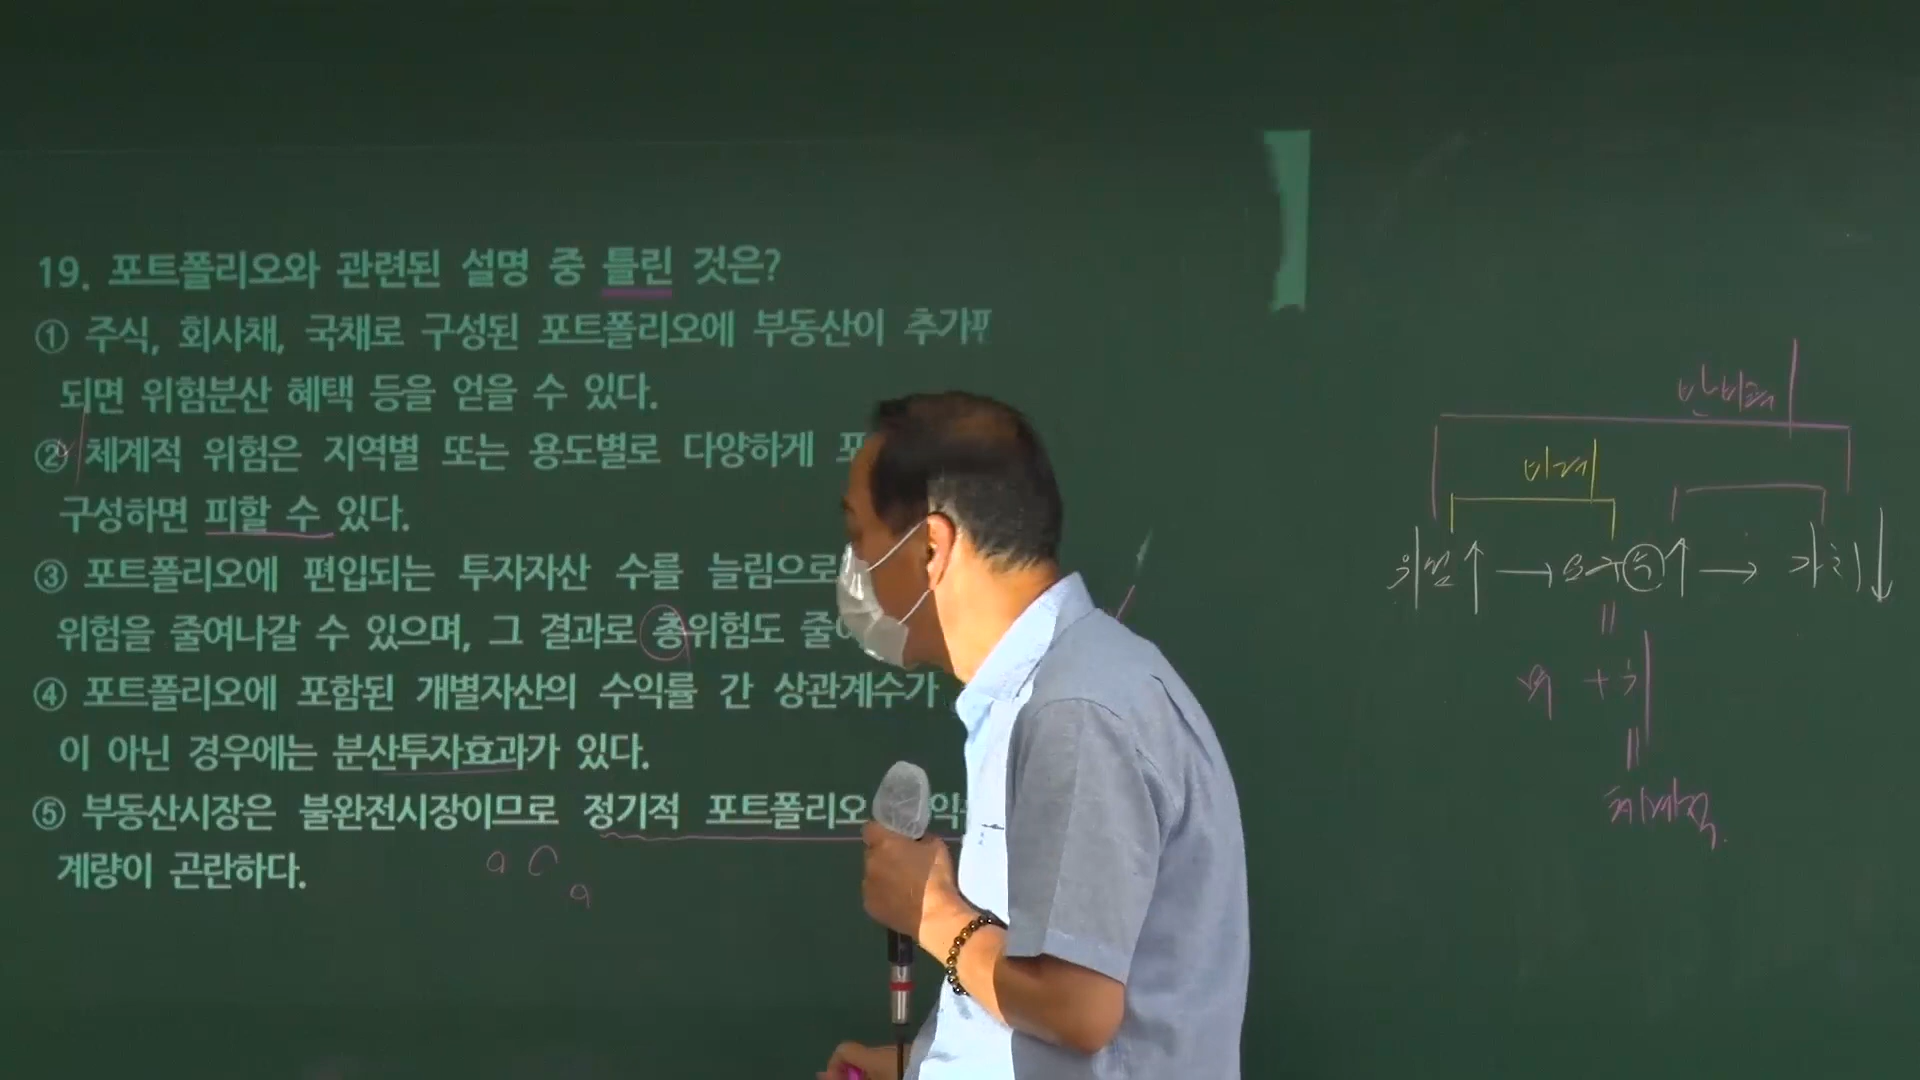 19. 포트폴리오와 관련된 설명 중 틀린 것은?
① 주식, 회사채, 국채로 구성된 포트폴리오에 부동산이 추가
되면 위험분산 혜택 등을 얻을 수 있다.
② 체계적 위험은 지역별 또는 용도별로 다양하게 포
구성하면 피할 수 있다.
③ 포트폴리오에 편입되는 투자자산 수를 늘림으로
위험을 줄여나갈 수 있으며, 그 결과로 총위험도 줄
④ 포트폴리오에 포함된 개별자산의 수익률 간 상관계수가
이 아닌 경우에는 분산투자효과가 있다.
⑤ 부동산시장은 불완전시장이므로 정기적 포트폴리오 익
계량이 곤란하다.
반비례
비례
위험↑ → 요구수↑ → 가치↓
체계적